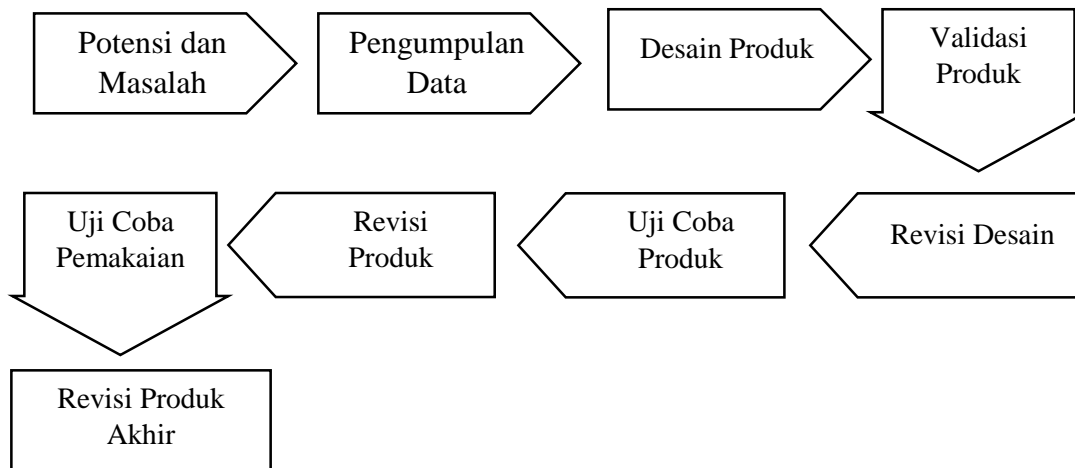 Potensi dan
Masalah
Pengumpulan
Data
Desain Produk
Validasi
Produk
Revisi Desain
Uji Coba
Produk
Revisi
Produk
Uji Coba
Pemakaian
Revisi Produk
Akhir